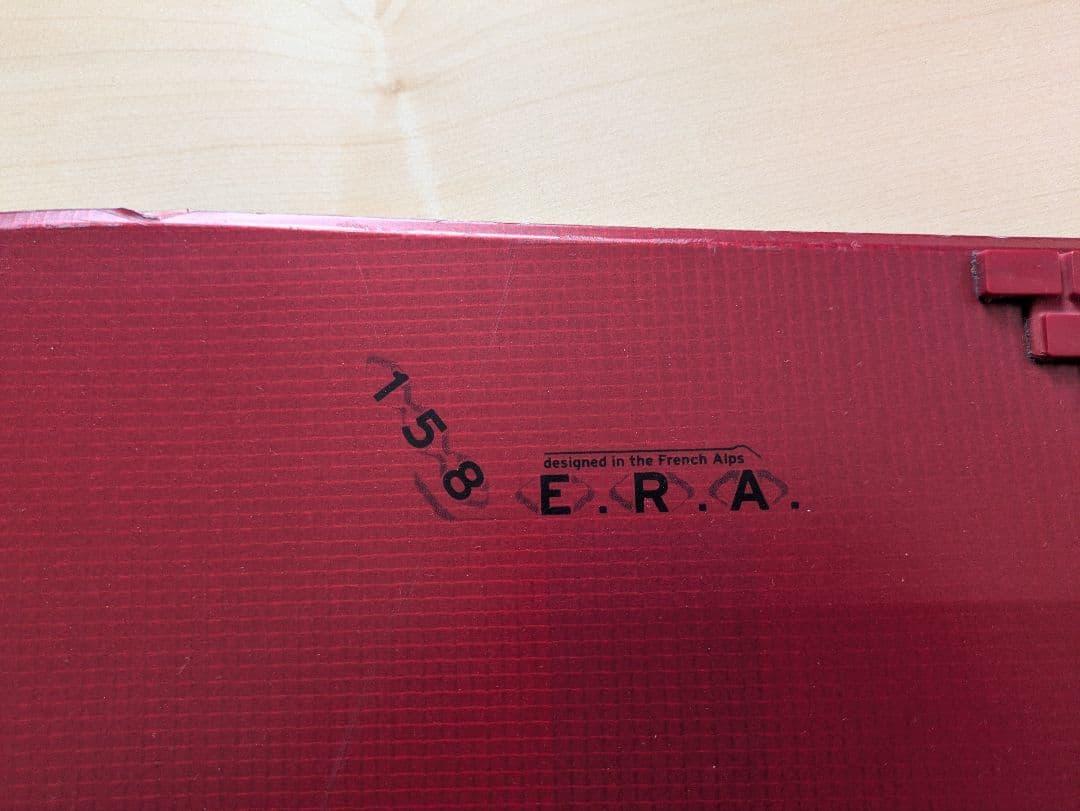 158
designed in the French Alps
E.R.A.